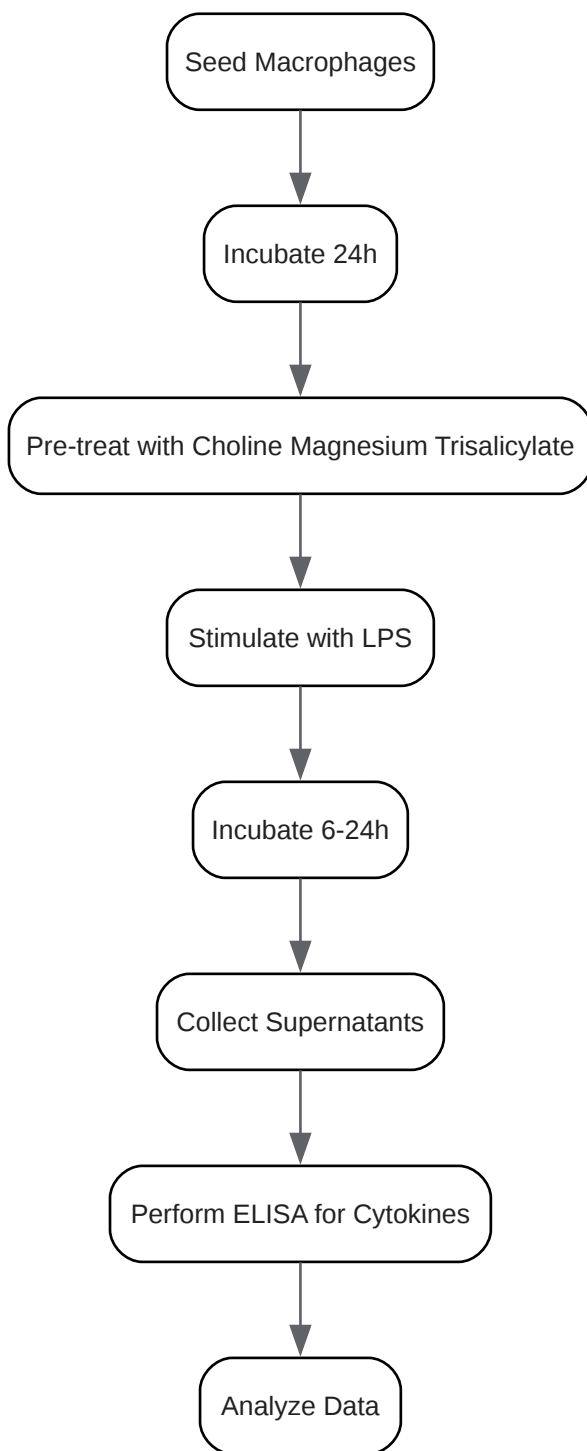 Seed Macrophages
Incubate 24h
Pre-treat with Choline Magnesium Trisalicylate
Stimulate with LPS
Incubate 6-24h
Collect Supernatants
Perform ELISA for Cytokines
Analyze Data